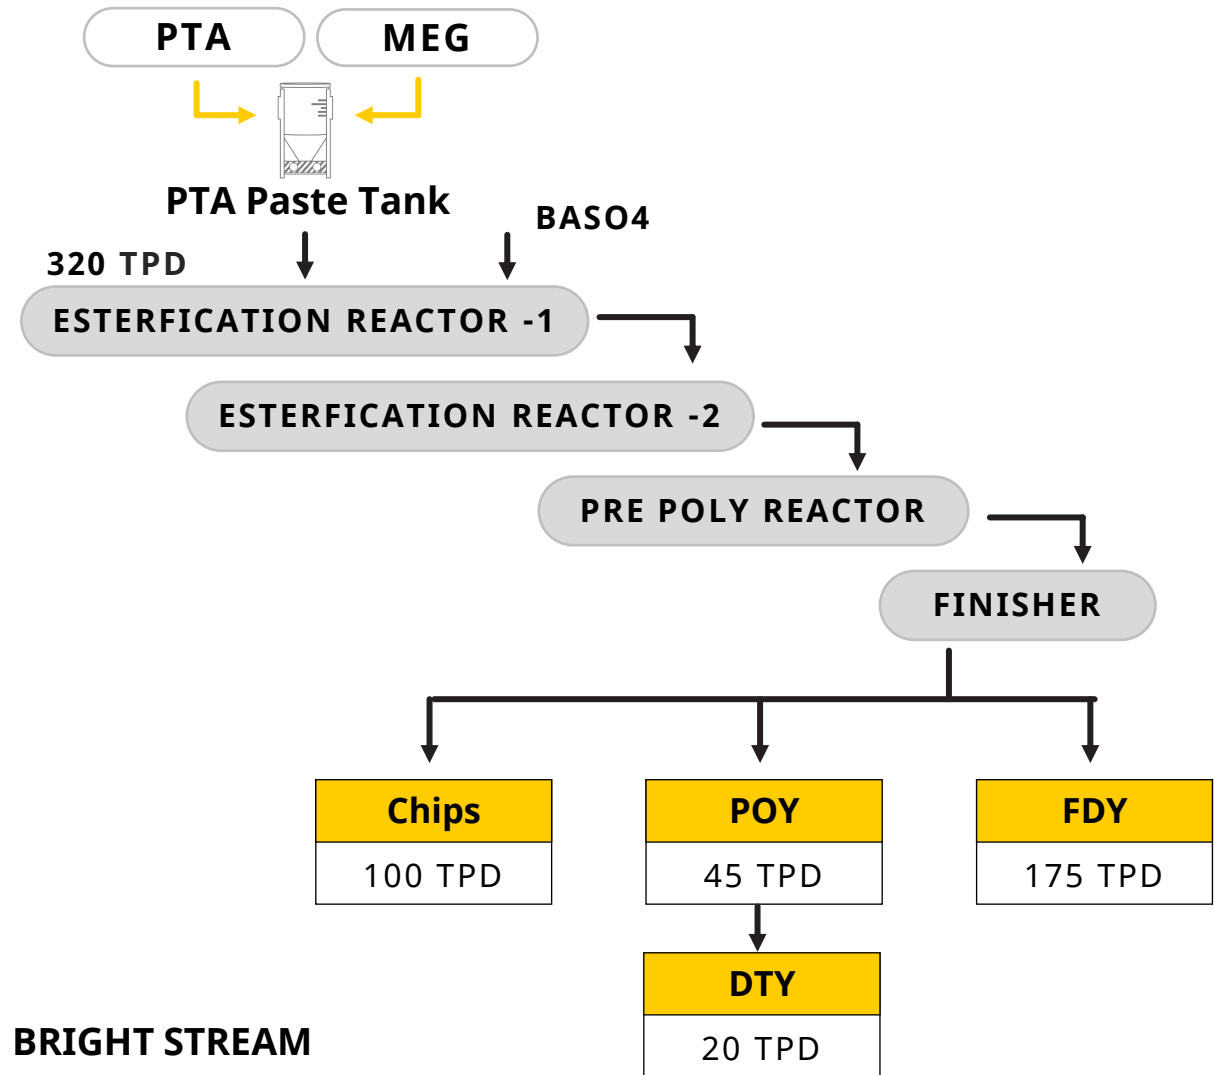 PTA
MEG
PTA Paste Tank
BASO4
320 TPD
ESTERFICATION REACTOR -1
ESTERFICATION REACTOR -2
PRE POLY REACTOR
FINISHER
Chips
POY
FDY
100 TPD
45 TPD
175 TPD
DTY
20 TPD
BRIGHT STREAM